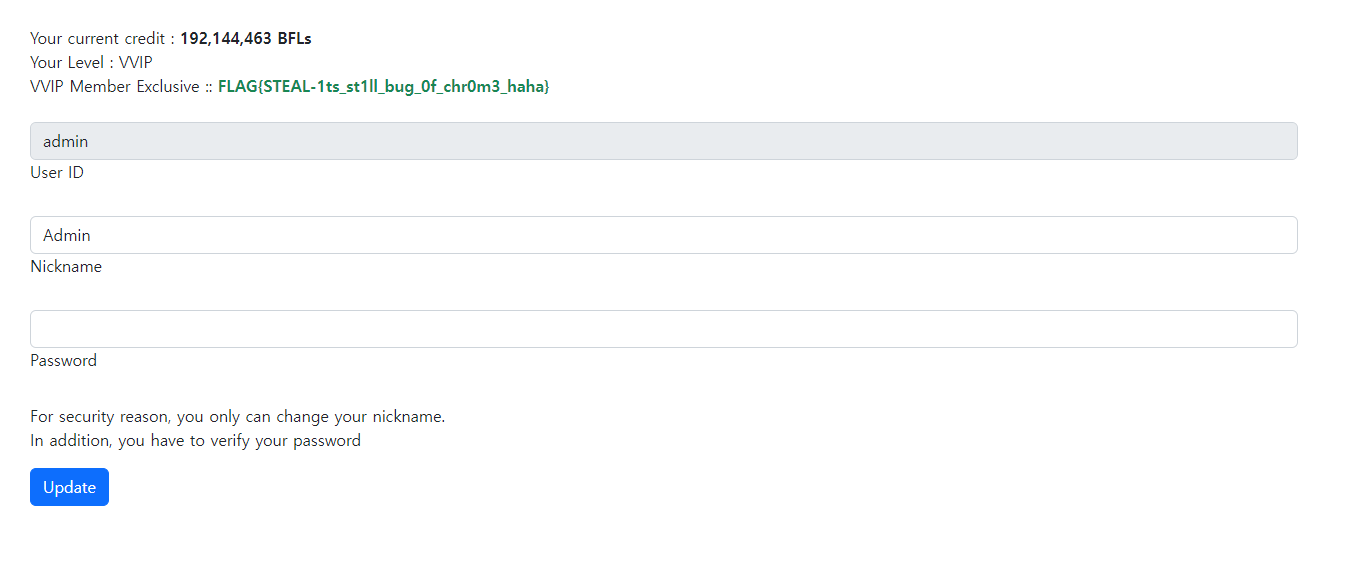 Your current credit : 192,144,463 BFLs
Your Level : VVIP
VVIP Member Exclusive :: FLAG{STEAL-1ts_st1ll_bug_0f_chr0m3_haha}
admin
User ID
Admin
Nickname
Password
For security reason, you only can change your nickname.
In addition, you have to verify your password
Update